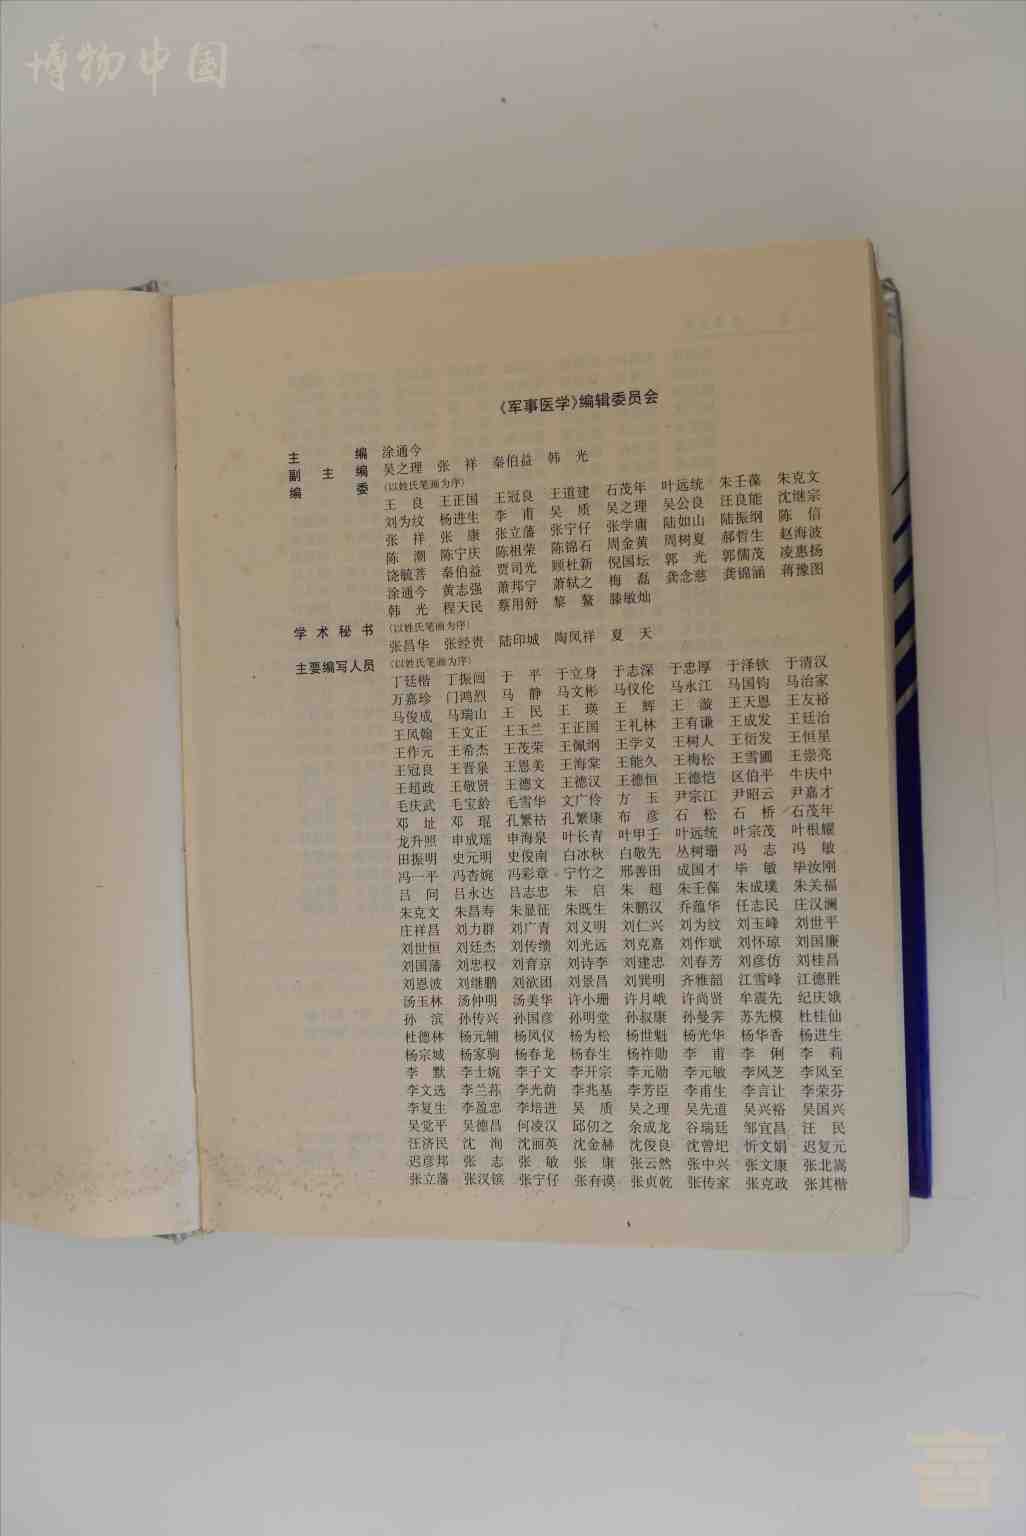 博物中国
《军事医学》编辑委员会
主编 涂通今
副主编 吴之理 张祥 秦伯益 韩光
编委 (以姓氏笔画为序)
王良 王正国 王冠良 王道建 石茂年 叶远统 朱壬葆 朱克文
刘为纹 杨进生 李甫 吴质 吴之理 吴公良 汪良能 沈继宗
张祥 张康 张立藩 张宁仔 张学庸 陆如山 陆振纲 陈信
陈潮 陈宁庆 陈祖荣 陈锦石 周金黄 周树夏 郝哲生 赵海波
饶毓菩 秦伯益 贾司光 顾杜新 倪国坛 郭光 郭儒茂 凌惠扬
涂通今 黄志强 萧邦宁 萧轼之 梅磊 龚念慈 龚锦涵 蒋豫图
韩光 程天民 蔡用舒 黎鳌 滕敏灿
学术秘书 (以姓氏笔画为序)
张昌华 张经贵 陆印城 陶凤祥 夏天
主要编写人员 (以姓氏笔画为序)
丁廷楷 丁振闿 于平 于立身 于志深 于忠厚 于泽钦 于清汉
万嘉珍 门鸿烈 马静 马文彬 马仪伦 马永江 马国钧 马治家
马俊成 马瑞山 王民 王瑛 王辉 王漩 王天恩 王友裕
王凤翰 王文正 王玉兰 王正国 王礼林 王有谦 王成发 王廷治
王作元 王希杰 王茂荣 王佩纲 王学义 王树人 王衍发 王恒星
王冠良 王晋泉 王恩美 王海棠 王能久 王梅松 王雪圃 王崇亮
王超政 王敬贤 王德文 王德汉 王德恒 王德恺 区伯平 牛庆中
毛庆武 毛宝龄 毛雪华 文广伶 方玉 尹宗江 尹昭云 尹嘉才
邓址 邓琨 孔繁祜 孔繁康 布彦 石松 石桥 石茂年
龙升照 申成瑶 申海泉 叶长青 叶甲壬 叶远统 叶宗茂 叶根耀
田振明 史元明 史俊南 白冰秋 白敬先 丛树珊 冯志 冯敏
冯一平 冯杏婉 冯彩章 宁竹之 邢善田 成国才 毕敏 毕汝刚
吕问 吕永达 吕志忠 朱启 朱超 朱壬葆 朱成璞 朱关福
朱克文 朱昌寿 朱显征 朱既生 朱鹏汉 乔蕴华 任志民 庄汉澜
庄祥昌 刘力群 刘广青 刘义明 刘仁兴 刘为纹 刘玉峰 刘世平
刘世恒 刘廷杰 刘传缋 刘光远 刘克嘉 刘作斌 刘怀琼 刘国廉
刘国藩 刘忠权 刘育京 刘诗李 刘建忠 刘春芳 刘彦仿 刘桂昌
刘恩波 刘继鹏 刘欲团 刘景昌 刘巽明 齐雅韶 江雪峰 江德胜
汤玉林 汤仲明 汤美华 许小珊 许月峨 许尚贤 牟震先 纪庆娥
孙滨 孙传兴 孙国彦 孙明堂 孙叔康 孙曼霁 苏先模 杜桂仙
杜德林 杨元辅 杨凤仪 杨为松 杨世魁 杨光华 杨华香 杨进生
杨宗城 杨家驹 杨春龙 杨春生 杨祚勋 李甫 李俐 李莉
李默 李士婉 李子文 李开宗 李元勋 李元敏 李凤芝 李凤至
李文选 李兰荪 李光荫 李兆基 李芳臣 李甫生 李言让 李荣芬
李复生 李盈忠 李培进 吴质 吴之理 吴先道 吴兴裕 吴国兴
吴觉平 吴德昌 何凌汉 邱仞之 余成龙 谷瑞廷 邹宜昌 汪民
汪济民 沈洵 沈丽英 沈金赫 沈俊良 沈曾圯 忻文娟 迟复元
迟彦邦 张志 张敏 张康 张云然 张中兴 张文康 张北嵩
张立藩 张汉镔 张宁仔 张有谟 张贞乾 张传家 张克政 张其楷